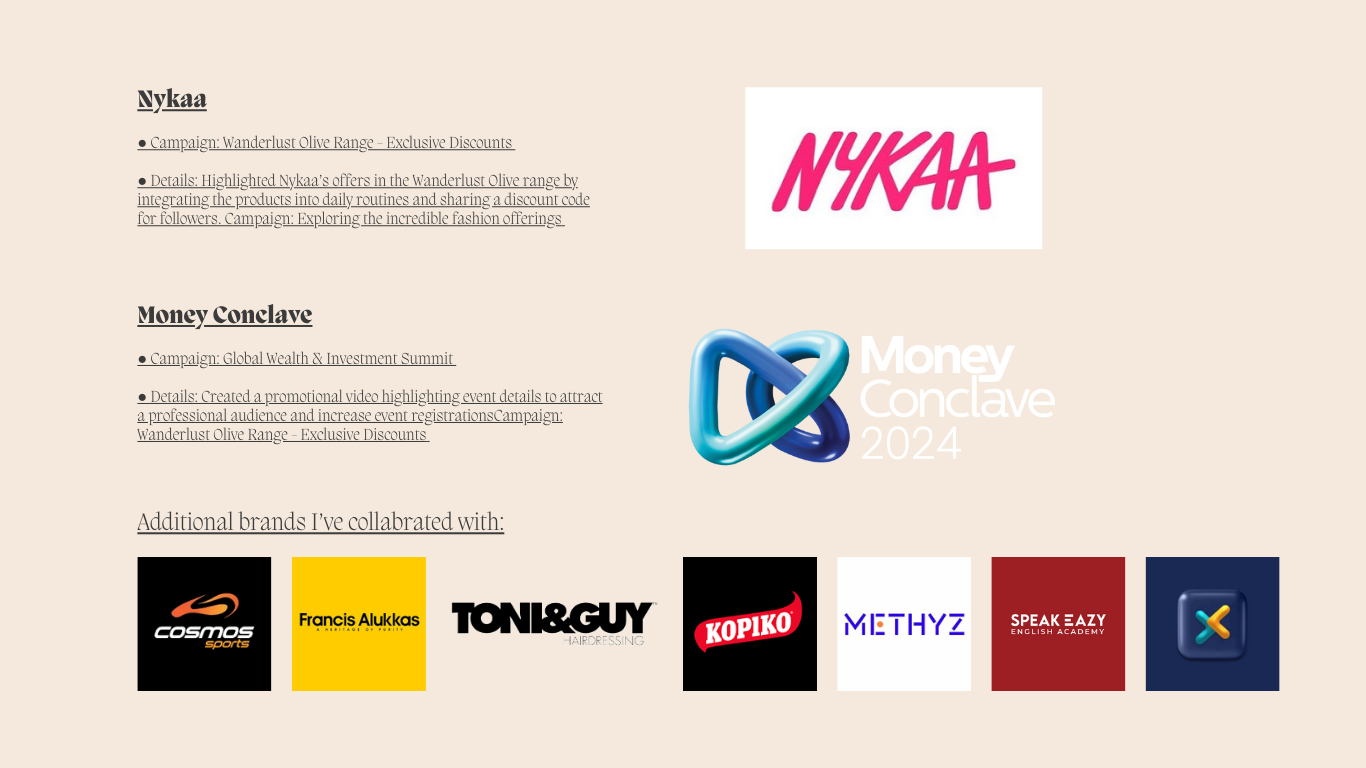 Nykaa
● Campaign: Wanderlust Olive Range – Exclusive Discounts
● Details: Highlighted Nykaa's offers in the Wanderlust Olive range by
integrating the products into daily routines and sharing a discount code
for followers. Campaign: Exploring the incredible fashion offerings
NYKAA
Money Conclave
● Campaign: Global Wealth & Investment Summit
● Details: Created a promotional video highlighting event details to attract
a professional audience and increase event registrationsCampaign:
Wanderlust Olive Range – Exclusive Discounts
Money
Conclave
2024
Additional brands I've collabrated with:
COSMOS
sports
Francis Alukkas
A HERITAGE OF PURITY
TONI&GUY
HAIRDRESSING
KOPIKO
METHYZ
SPEAK EAZY
ENGLISH ACADEMY